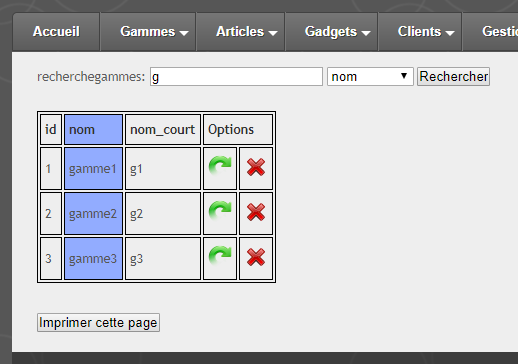 Accueil Gammes Articles Gadgets Clients Gesti
recherchegammes: g nom Rechercher
id nom nom_court Options
1 gamme1 g1
2 gamme2 g2
3 gamme3 g3
Imprimer cette page